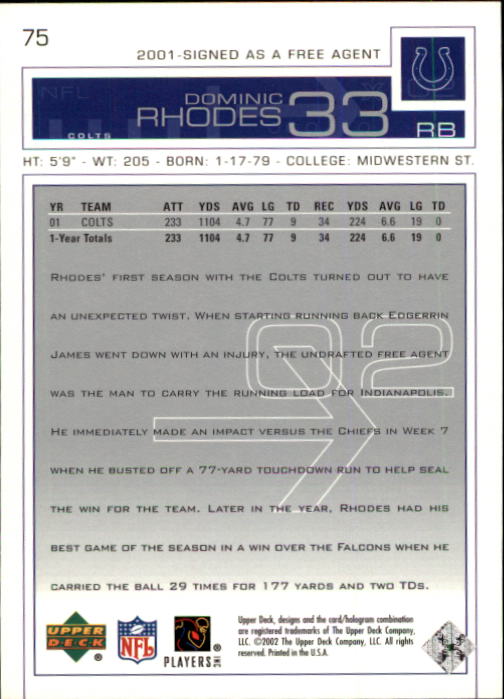 75
2001-SIGNED AS A FREE AGENT
NFL
DOMINIC
RHODES 33
COLTS
RB
HT: 5'9" - WT: 205 - BORN: 1-17-79 - COLLEGE: MIDWESTERN ST.
YR TEAM ATT YDS AVG LG TD REC YDS AVG LG TD
01 COLTS 233 1104 4.7 77 9 34 224 6.6 19 0
1-Year Totals 233 1104 4.7 77 9 34 224 6.6 19 0
RHODES' FIRST SEASON WITH THE COLTS TURNED OUT TO HAVE
AN UNEXPECTED TWIST. WHEN STARTING RUNNING BACK EDGERRIN
JAMES WENT DOWN WITH AN INJURY, THE UNDRAFTED FREE AGENT
WAS THE MAN TO CARRY THE RUNNING LOAD FOR INDIANAPOLIS.
HE IMMEDIATELY MADE AN IMPACT VERSUS THE CHIEFS IN WEEK 7
WHEN HE BUSTED OFF A 77-YARD TOUCHDOWN RUN TO HELP SEAL
THE WIN FOR THE TEAM. LATER IN THE YEAR, RHODES HAD HIS
BEST GAME OF THE SEASON IN A WIN OVER THE FALCONS WHEN HE
CARRIED THE BALL 29 TIMES FOR 177 YARDS AND TWO TDS.
02
UPPER
DECK ®
NFL ®
PLAYERS INC ®
Upper Deck, designs and the card/hologram combination
are registered trademarks of The Upper Deck Company,
LLC. ©2002 The Upper Deck Company, LLC. All rights
reserved. Printed in the U.S.A.